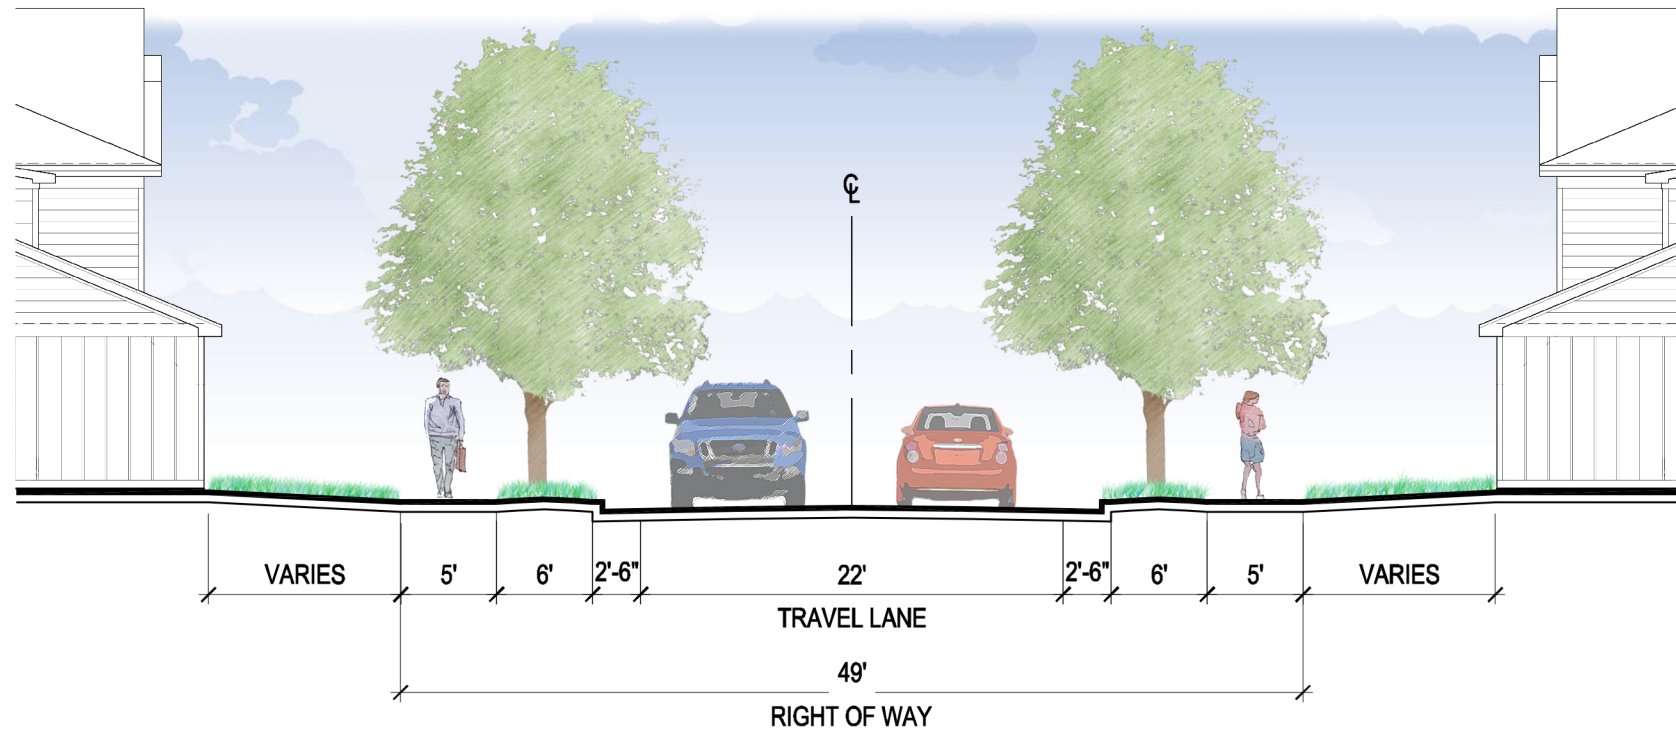 ℄
VARIES 5' 6' 2'-6" 22' 2'-6" 6' 5' VARIES
TRAVEL LANE
49'
RIGHT OF WAY